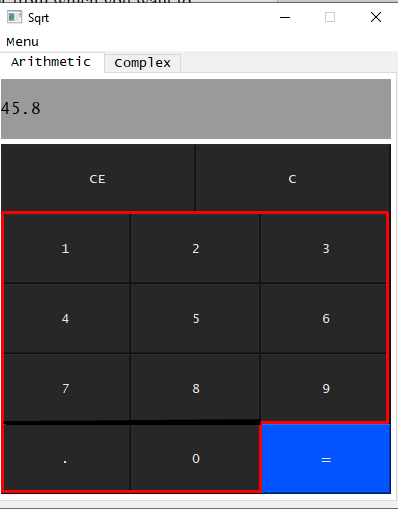 Sqrt
Menu
Arithmetic Complex
45.8
CE C
1 2 3
4 5 6
7 8 9
. 0 =